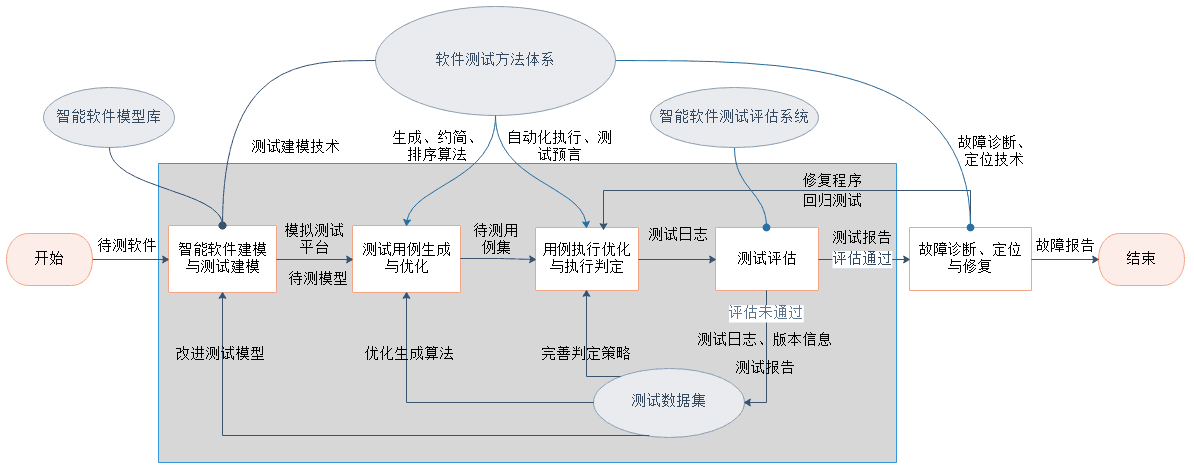 软件测试方法体系
智能软件模型库
智能软件测试评估系统
测试建模技术
生成、约简、
排序算法
自动化执行、测
试预言
故障诊断、
定位技术
修复程序
回归测试
开始
待测软件
智能软件建模
与测试建模
模拟测试
平台
待测模型
测试用例生成
与优化
待测用
例集
用例执行优化
与执行判定
测试日志
测试评估
测试报告
评估通过
故障诊断、定位
与修复
故障报告
结束
评估未通过
测试日志、版本信息
测试报告
改进测试模型
优化生成算法
完善判定策略
测试数据集